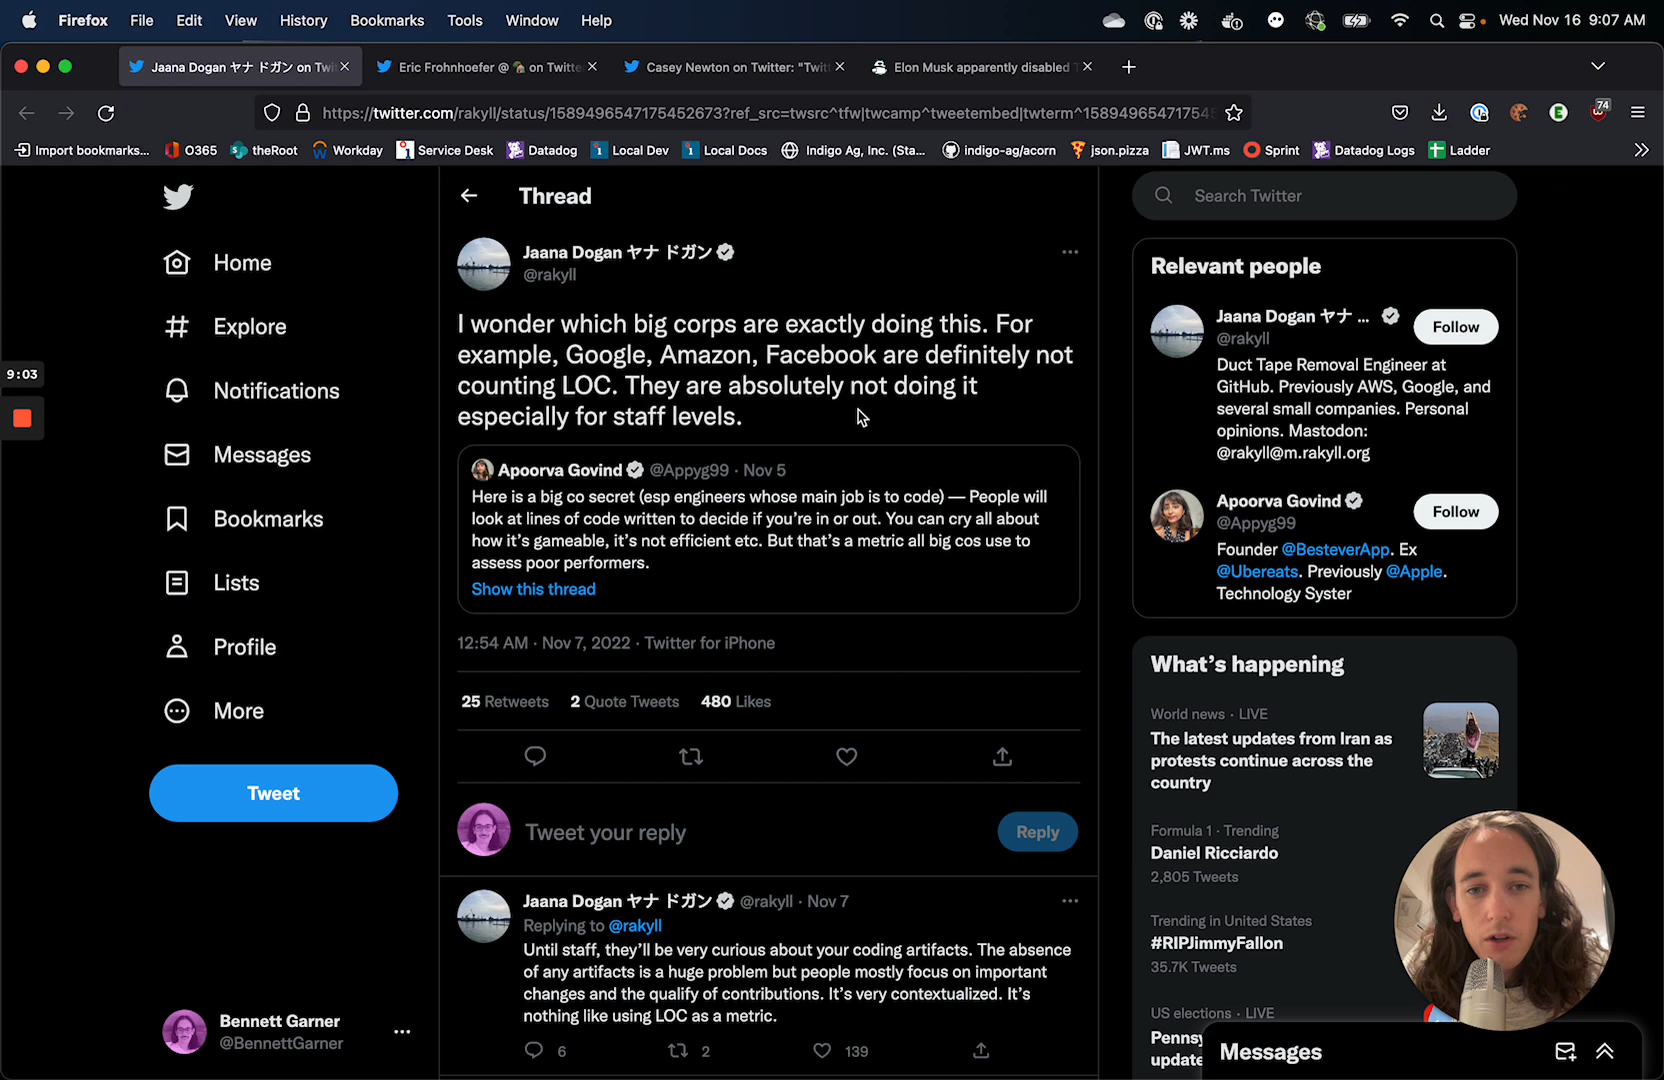 Firefox File Edit View History Bookmarks Tools Window Help Wed Nov 16 9:07 AM
Jaana Dogan ヤナ ドガン on Twi
Eric Frohnhoefer @ on Twitte
Casey Newton on Twitter: "Twit
Elon Musk apparently disabled T
https://twitter.com/rakyll/status/1589496547175452673?ref_src=twsrc^tfw|twcamp^tweetembed|twterm^15894965471754
74
Import bookmarks... O365 theRoot Workday Service Desk Datadog Local Dev Local Docs Indigo Ag, Inc. (Sta... indigo-ag/acorn json.pizza JWT.ms Sprint Datadog Logs Ladder
9:03
Home
Explore
Notifications
Messages
Bookmarks
Lists
Profile
More
Tweet
Bennett Garner
@BennettGarner
Thread
Jaana Dogan ヤナ ドガン
@rakyll
I wonder which big corps are exactly doing this. For
example, Google, Amazon, Facebook are definitely not
counting LOC. They are absolutely not doing it
especially for staff levels.
Apoorva Govind @Appyg99 · Nov 5
Here is a big co secret (esp engineers whose main job is to code) — People will
look at lines of code written to decide if you're in or out. You can cry all about
how it's gameable, it's not efficient etc. But that's a metric all big cos use to
assess poor performers.
Show this thread
12:54 AM · Nov 7, 2022 · Twitter for iPhone
25 Retweets 2 Quote Tweets 480 Likes
Tweet your reply
Reply
Jaana Dogan ヤナ ドガン @rakyll · Nov 7
Replying to @rakyll
Until staff, they'll be very curious about your coding artifacts. The absence
of any artifacts is a huge problem but people mostly focus on important
changes and the qualify of contributions. It's very contextualized. It's
nothing like using LOC as a metric.
6 2 139
Search Twitter
Relevant people
Jaana Dogan ヤナ ...
@rakyll
Follow
Duct Tape Removal Engineer at
GitHub. Previously AWS, Google, and
several small companies. Personal
opinions. Mastodon:
@rakyll@m.rakyll.org
Apoorva Govind
@Appyg99
Follow
Founder @BesteverApp. Ex
@Ubereats. Previously @Apple.
Technology Syster
What's happening
World news · LIVE
The latest updates from Iran as
protests continue across the
country
Formula 1 · Trending
Daniel Ricciardo
2,805 Tweets
Trending in United States
#RIPJimmyFallon
35.7K Tweets
US elections · LIVE
Pennsy
update
Messages